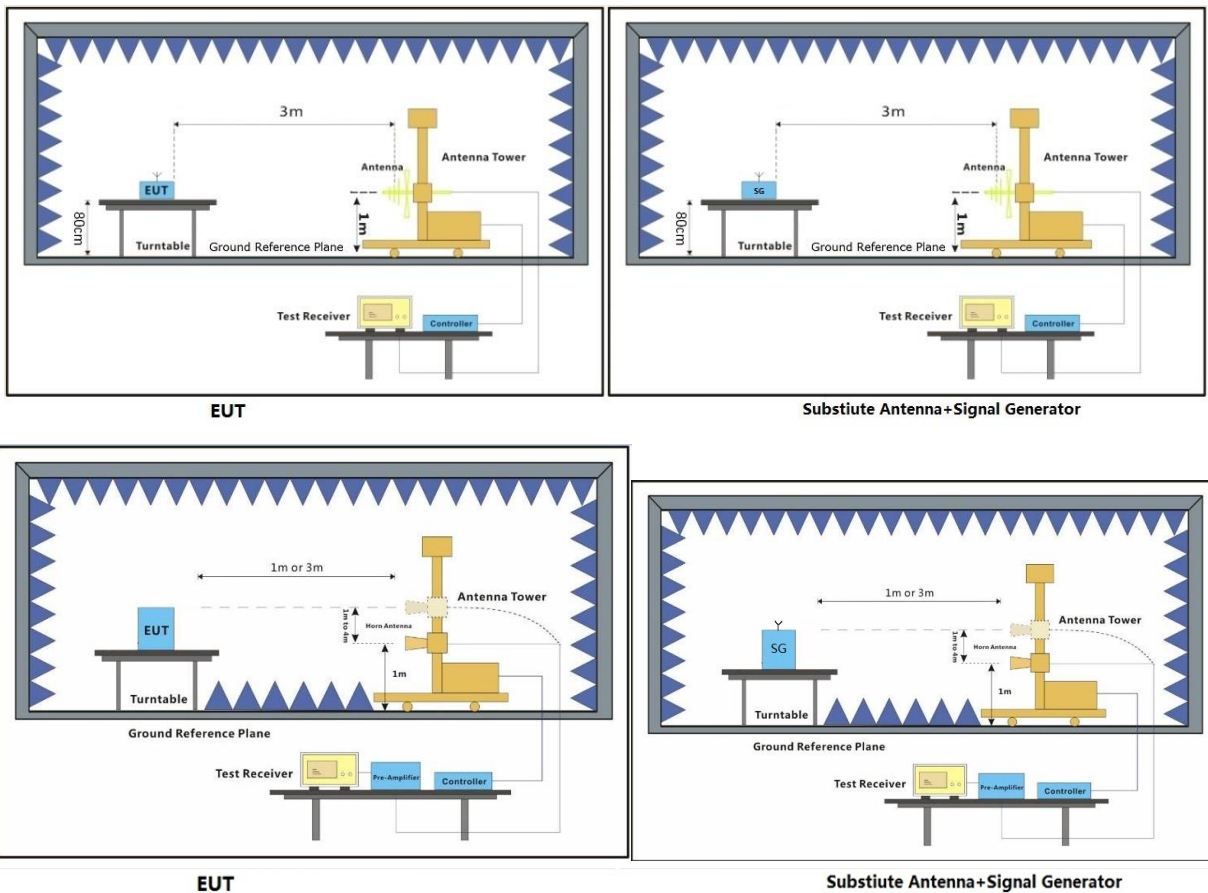 3m
Antenna Tower
Antenna
EUT
80cm
1m
Turntable
Ground Reference Plane
Test Receiver
Controller
EUT
3m
Antenna Tower
Antenna
SG
80cm
1m
Turntable
Ground Reference Plane
Test Receiver
Controller
Substiute Antenna+Signal Generator
1m or 3m
Antenna Tower
1m to 4m
Horn Antenna
EUT
1m
Turntable
Ground Reference Plane
Test Receiver
Pre-Amplifier
Controller
EUT
1m or 3m
Antenna Tower
1m to 4m
Horn Antenna
SG
1m
Turntable
Ground Reference Plane
Test Receiver
Pre-Amplifier
Controller
Substiute Antenna+Signal Generator